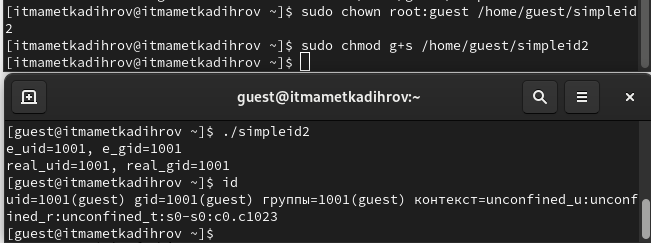 [itmametkadihrov@itmametkadihrov ~]$ sudo chown root:guest /home/guest/simpleid
2
[itmametkadihrov@itmametkadihrov ~]$ sudo chmod g+s /home/guest/simpleid2
[itmametkadihrov@itmametkadihrov ~]$
guest@itmametkadihrov:~
[guest@itmametkadihrov ~]$ ./simpleid2
e_uid=1001, e_gid=1001
real_uid=1001, real_gid=1001
[guest@itmametkadihrov ~]$ id
uid=1001(guest) gid=1001(guest) группы=1001(guest) контекст=unconfined_u:unconf
ined_r:unconfined_t:s0-s0:c0.c1023
[guest@itmametkadihrov ~]$